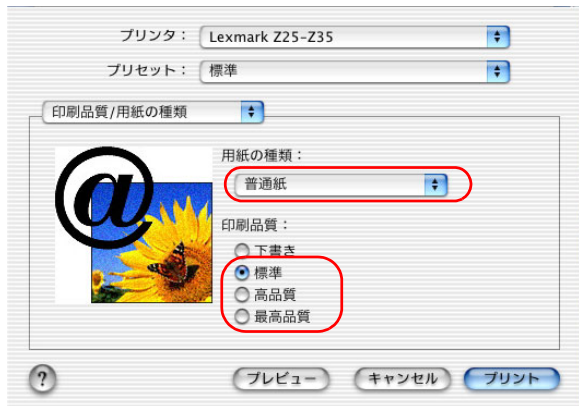 プリンタ： Lexmark Z25-Z35
プリセット： 標準
印刷品質/用紙の種類
@
用紙の種類：
普通紙
印刷品質：
下書き
標準
高品質
最高品質
? プレビュー キャンセル プリント